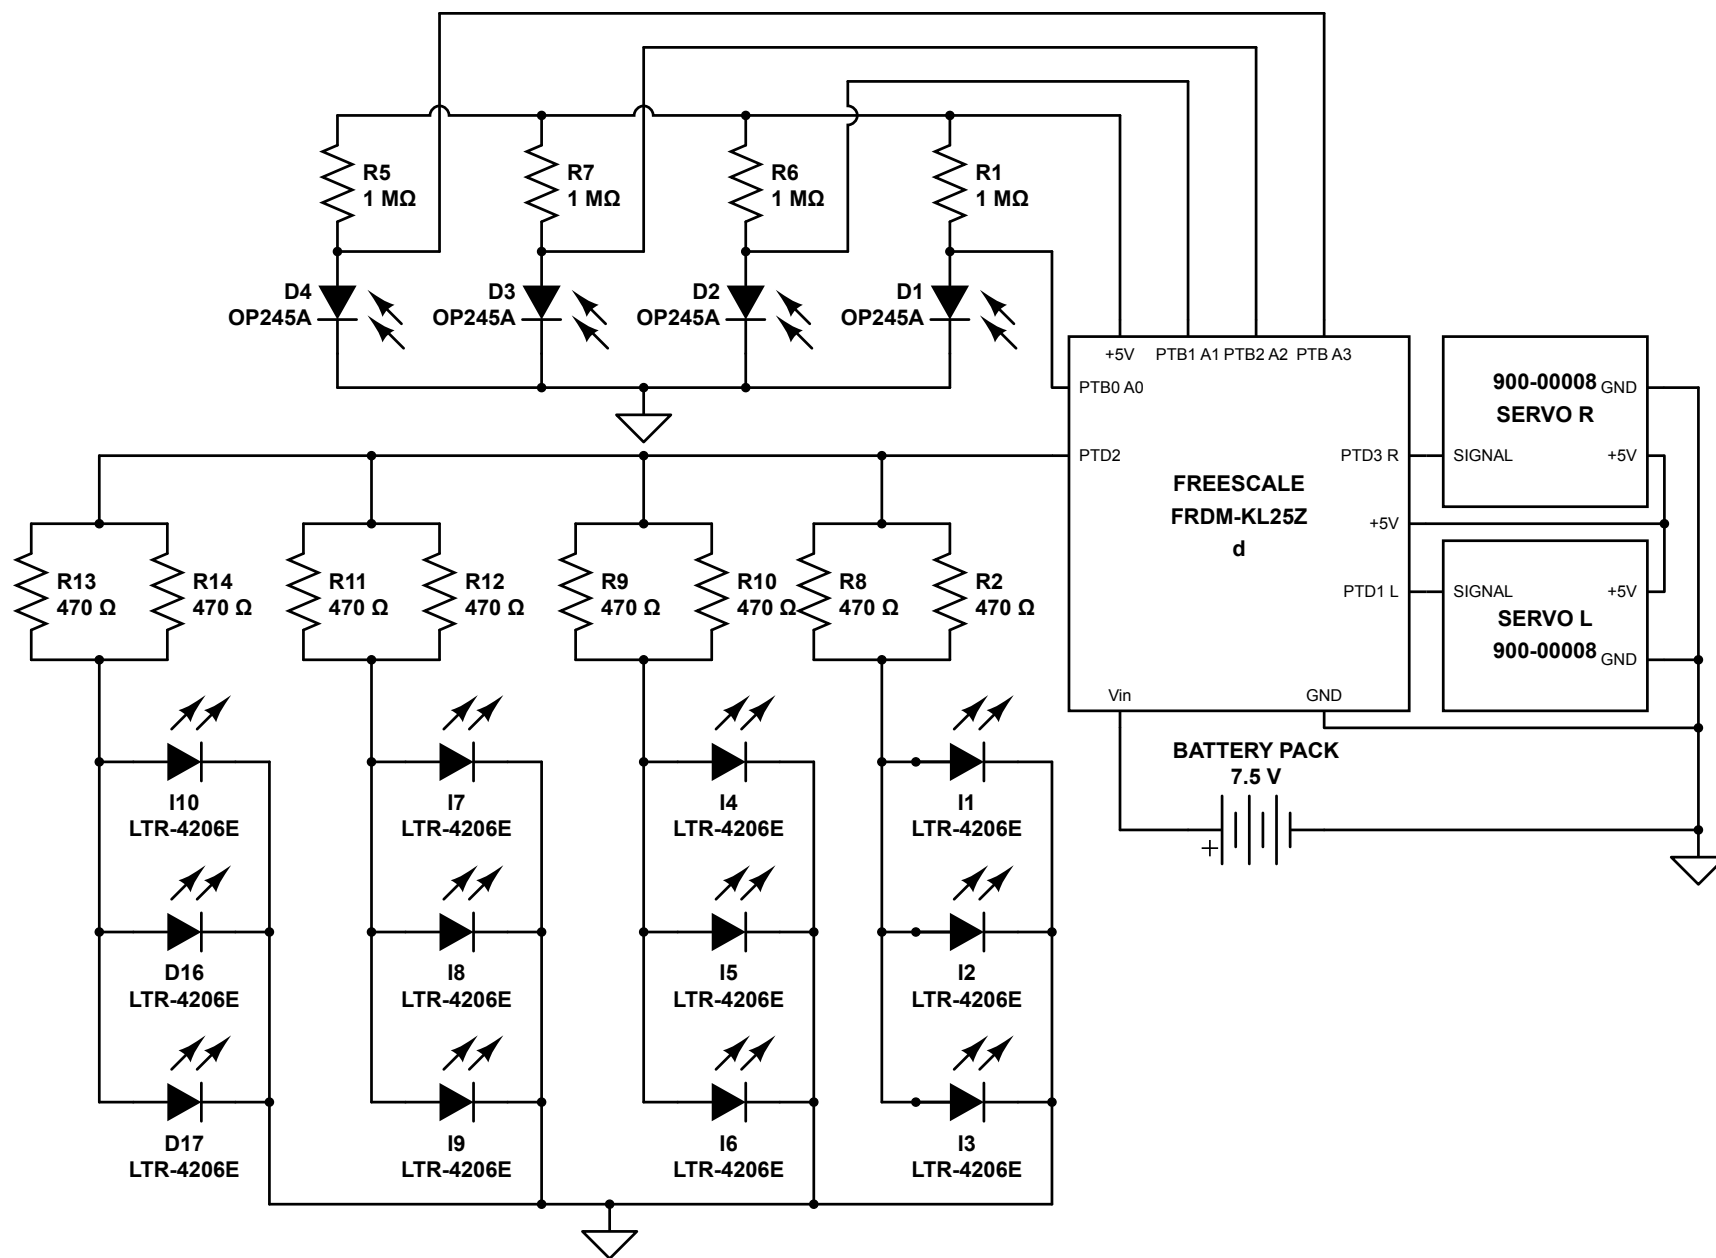 R5
1 MΩ
R7
1 MΩ
R6
1 MΩ
R1
1 MΩ
D4
OP245A
D3
OP245A
D2
OP245A
D1
OP245A
+5V
PTB1 A1
PTB2 A2
PTB A3
PTB0 A0
PTD2
PTD3 R
FREESCALE
FRDM-KL25Z
d
+5V
PTD1 L
Vin
GND
900-00008
GND
SERVO R
SIGNAL
+5V
SIGNAL
+5V
SERVO L
900-00008
GND
R13
470 Ω
R14
470 Ω
R11
470 Ω
R12
470 Ω
R9
470 Ω
R10
470 Ω
R8
470 Ω
R2
470 Ω
BATTERY PACK
7.5 V
+
I10
LTR-4206E
I7
LTR-4206E
I4
LTR-4206E
I1
LTR-4206E
D16
LTR-4206E
I8
LTR-4206E
I5
LTR-4206E
I2
LTR-4206E
D17
LTR-4206E
I9
LTR-4206E
I6
LTR-4206E
I3
LTR-4206E